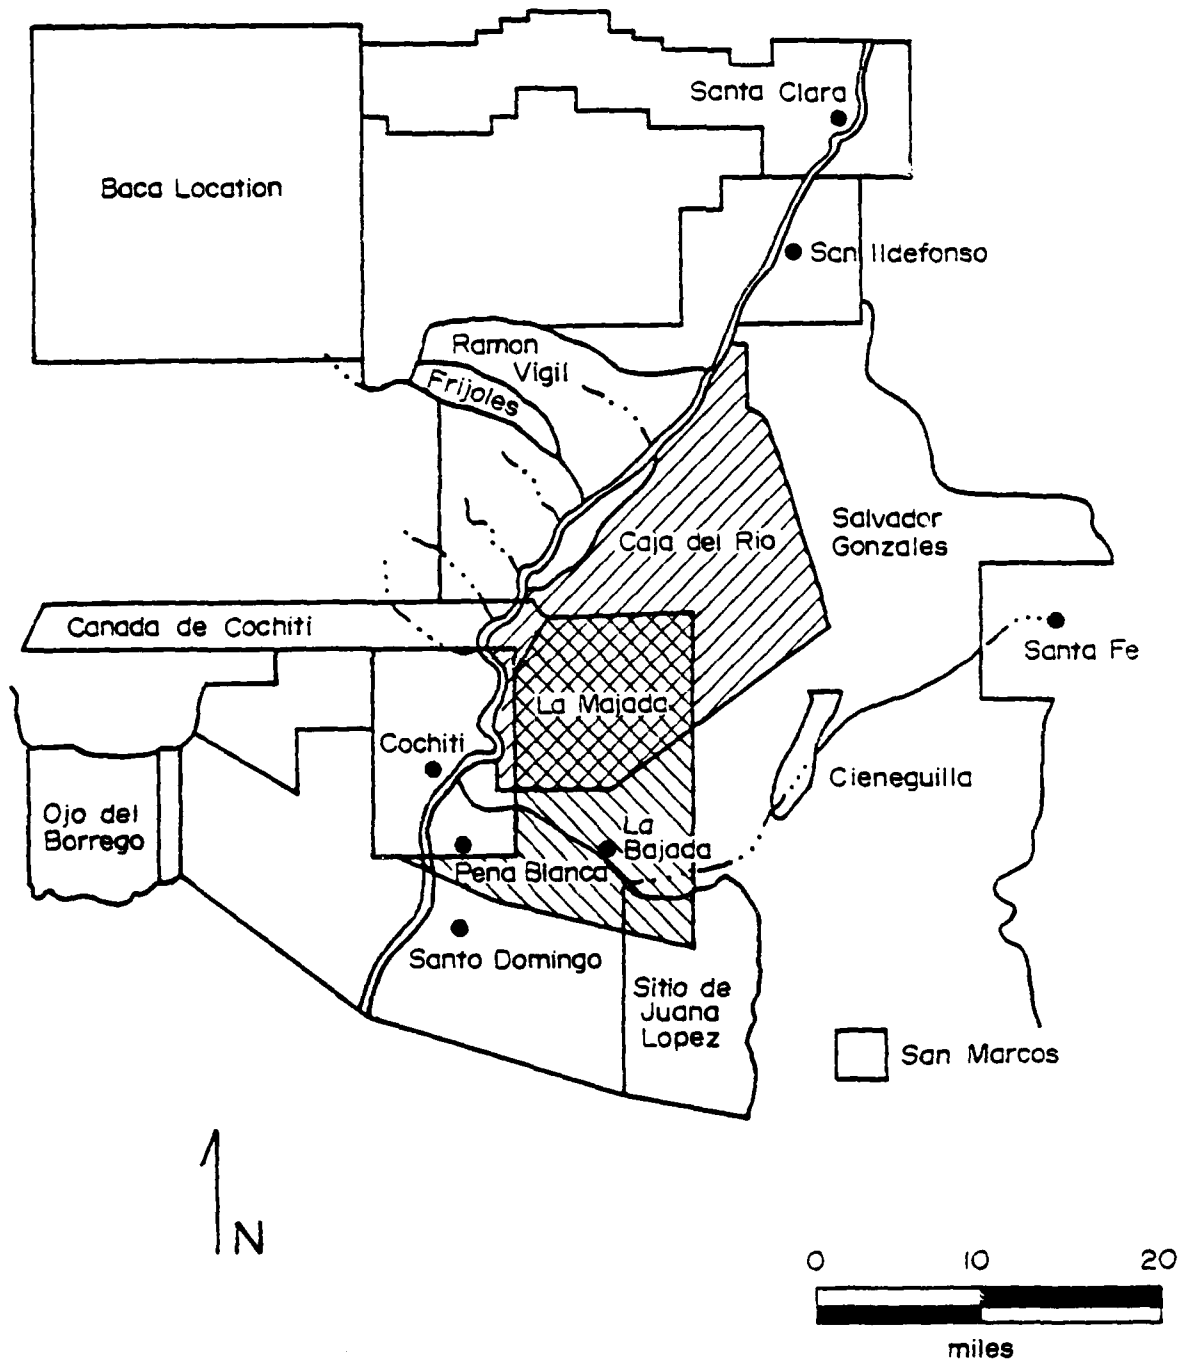 Santa Clara
Baca Location
San Ildefonso
Ramon
Vigil
Frijoles
Salvador
Gonzales
Caja del Rio
Canada de Cochiti
Santa Fe
La Majada
Cochiti
Cieneguilla
Ojo del
Borrego
La
Bajada
Pena Blanca
Santo Domingo
Sitio de
Juana
Lopez
San Marcos
N
0 10 20
miles